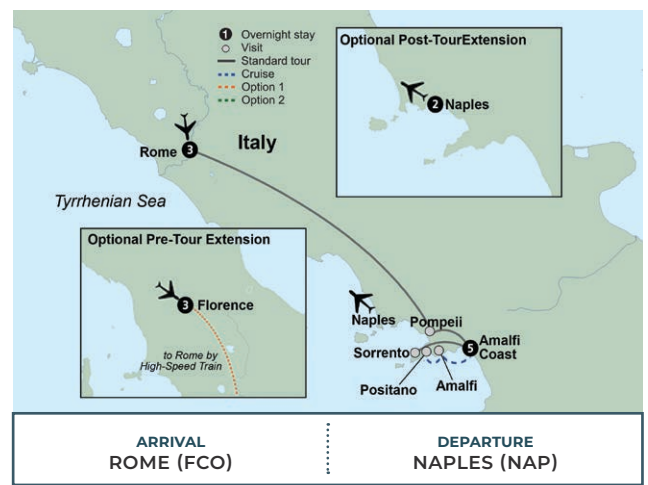 1 Overnight stay
Visit
Standard tour
Cruise
Option 1
Option 2
Optional Post-TourExtension
2 Naples
Italy
Rome 3
Tyrrhenian Sea
Optional Pre-Tour Extension
3 Florence
to Rome by
High-Speed Train
Naples
Pompeii
Sorrento
5 Amalfi
Coast
Positano
Amalfi
ARRIVAL
ROME (FCO)
DEPARTURE
NAPLES (NAP)